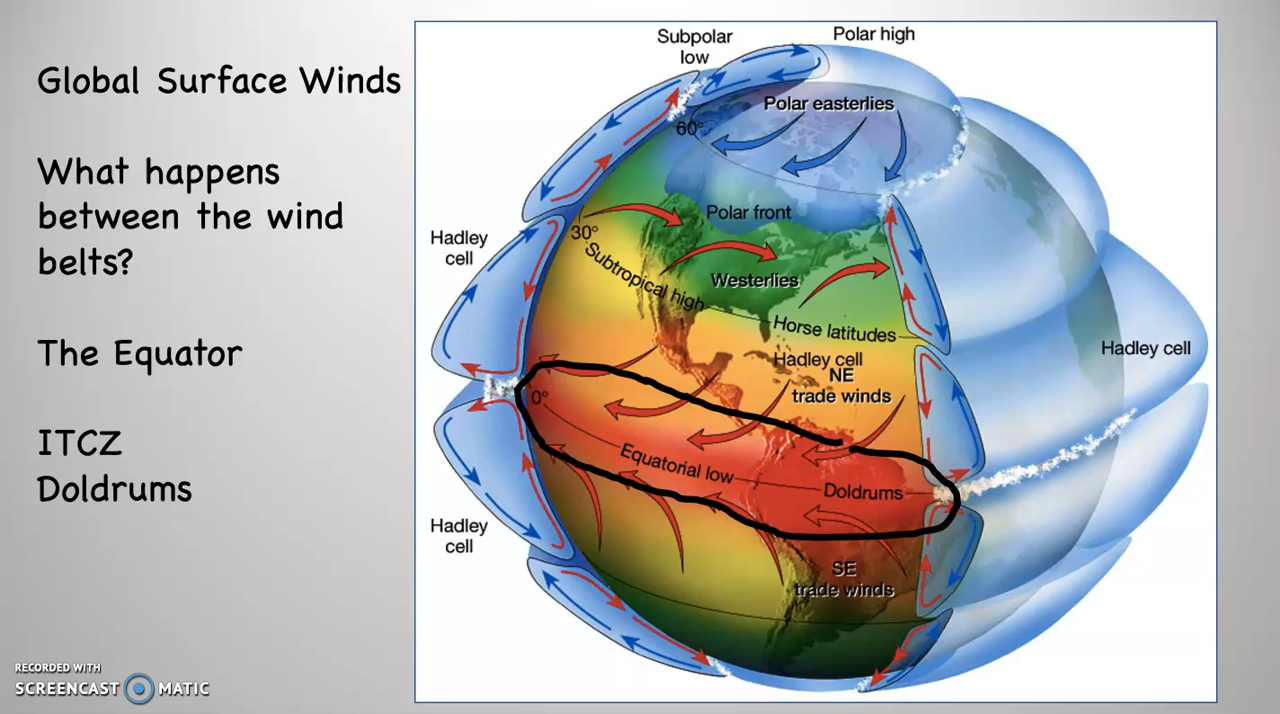 Global Surface Winds
What happens
between the wind
belts?
The Equator
ITCZ
Doldrums
RECORDED WITH
SCREENCAST MATIC
Subpolar
low
Polar high
Polar easterlies
60°
Polar front
30°
Hadley
cell
Subtropical high
Westerlies
Horse latitudes
Hadley cell
Hadley cell
NE
trade winds
0°
Equatorial low
Doldrums
Hadley
cell
SE
trade winds